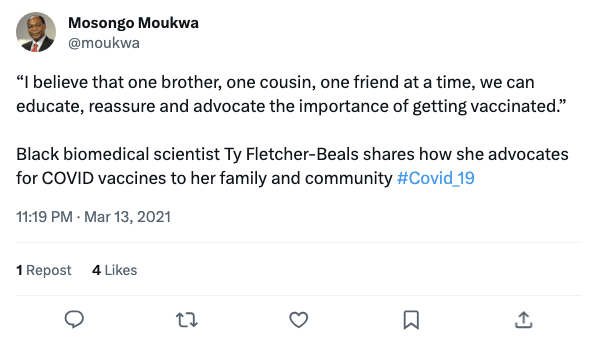 Mosongo Moukwa
@moukwa
“I believe that one brother, one cousin, one friend at a time, we can
educate, reassure and advocate the importance of getting vaccinated.”
Black biomedical scientist Ty Fletcher-Beals shares how she advocates
for COVID vaccines to her family and community #Covid_19
11:19 PM · Mar 13, 2021
1 Repost 4 Likes